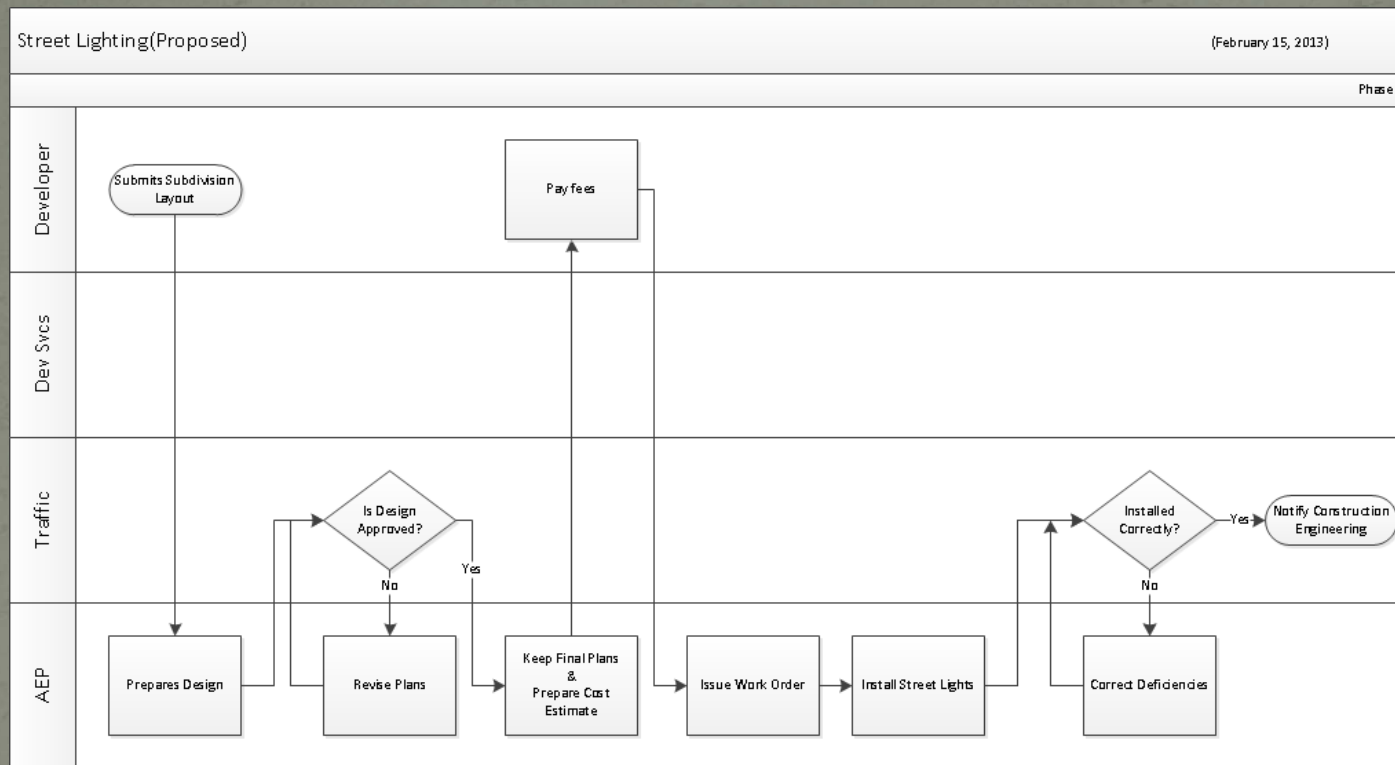 Street Lighting(Proposed)
(February 15, 2013)
Phase
Developer
Submits Subdivision
Layout
Pay fees
Dev Svcs
Traffic
Is Design
Approved?
Yes
No
Installed
Correctly?
Yes
No
Notify Construction
Engineering
AEP
Prepares Design
Revise Plans
Keep Final Plans
&
Prepare Cost
Estimate
Issue Work Order
Install Street Lights
Correct Deficiencies